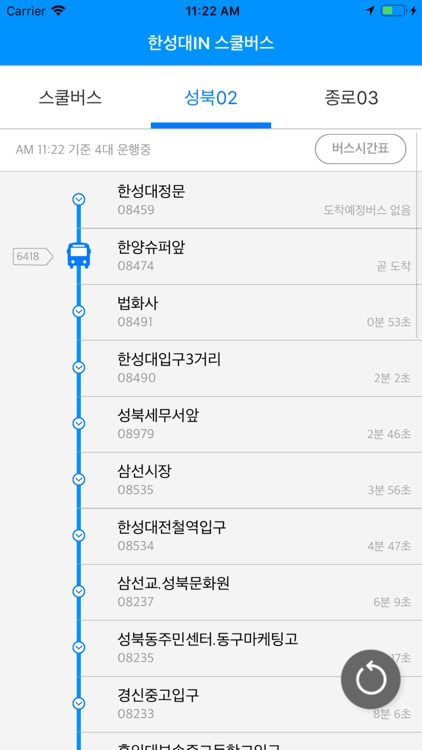 Carrier 11:22 AM
한성대IN 스쿨버스
스쿨버스 성북02 종로03
AM 11:22 기준 4대 운행중 버스시간표
한성대정문
08459 도착예정버스 없음
6418
한양슈퍼앞
08474 곧 도착
법화사
08491 0분 53초
한성대입구3거리
08490 2분 2초
성북세무서앞
08979 2분 46초
삼선시장
08535 3분 56초
한성대전철역입구
08534 4분 47초
삼선교.성북문화원
08237 6분 9초
성북동주민센터.동구마케팅고
08235 17초
경신중고입구
08233 8분 6초